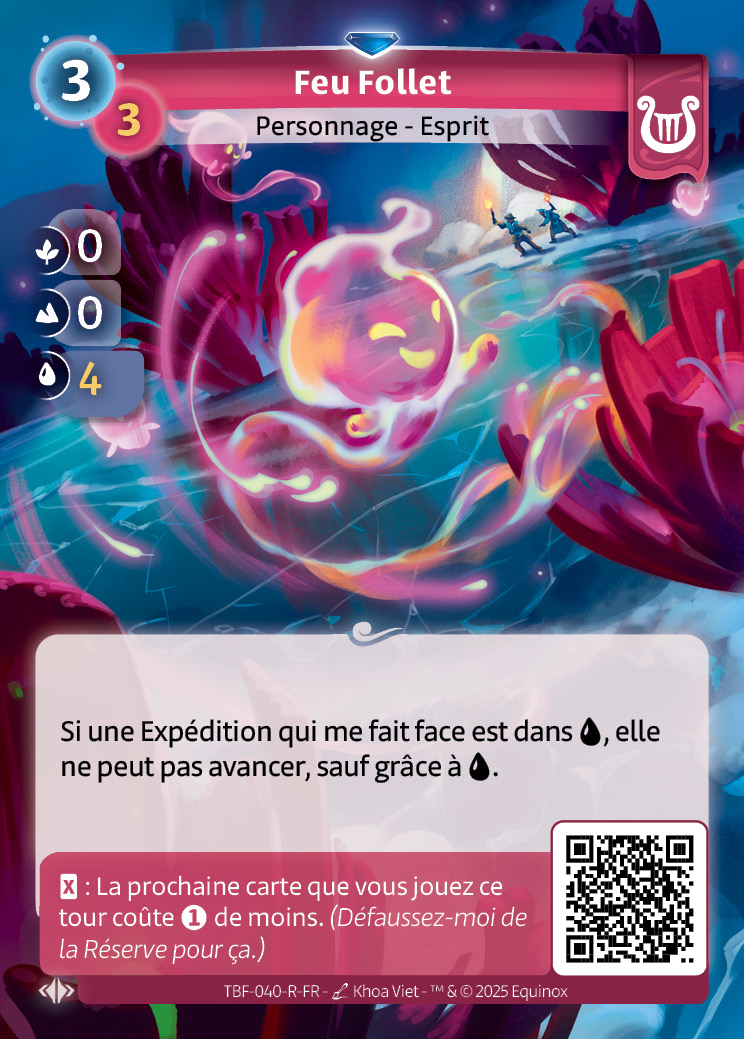 3
Feu Follet
3
Personnage - Esprit
0
0
4
Si une Expédition qui me fait face est dans , elle
ne peut pas avancer, sauf grâce à .
X : La prochaine carte que vous jouez ce
tour coûte 1 de moins. (Défaussez-moi de
la Réserve pour ça.)
TBF-040-R-FR - Khoa Viet - ™ & © 2025 Equinox